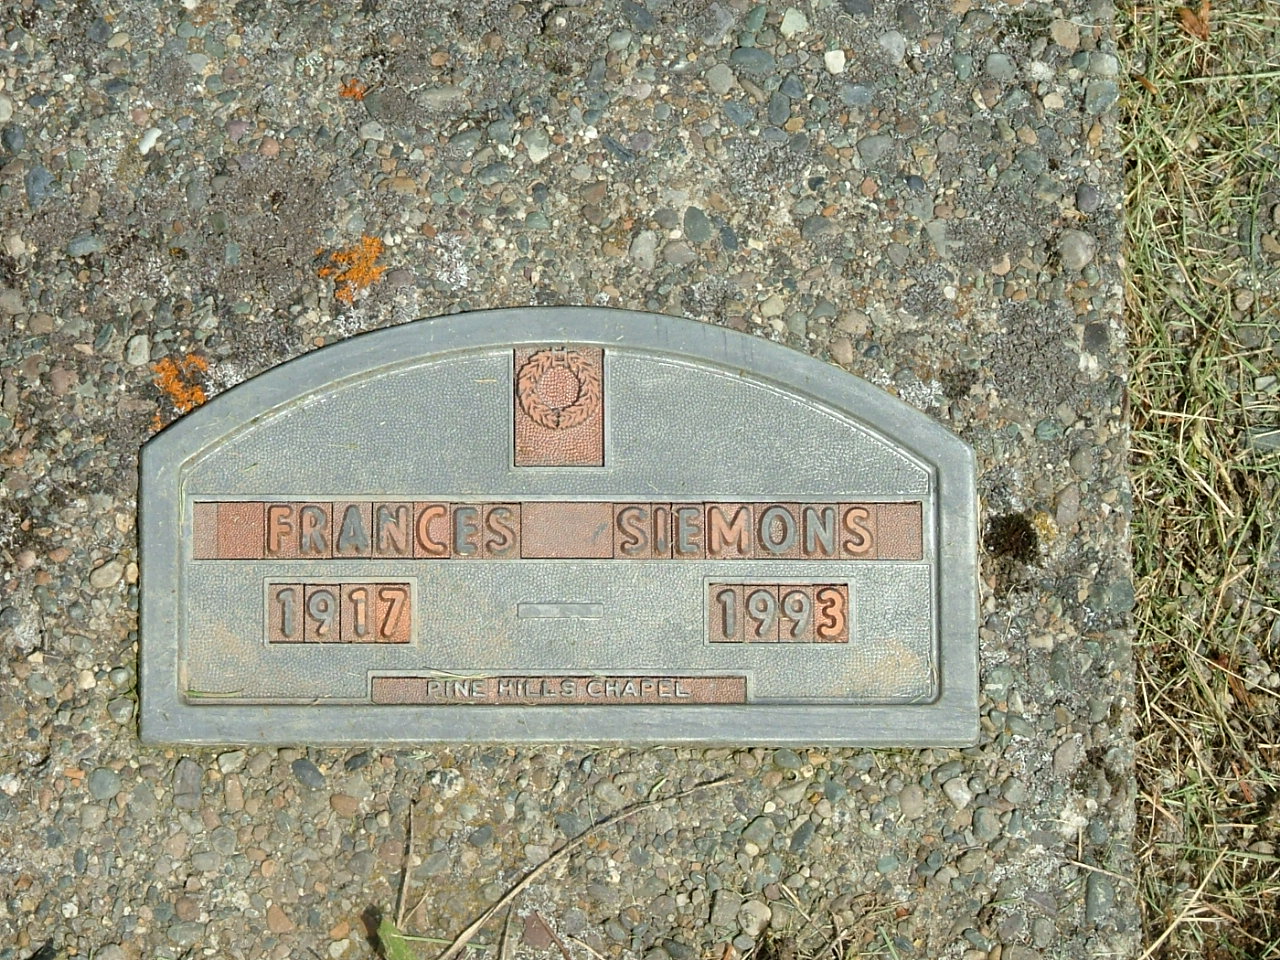 FRANCES SIEMONS
1917 — 1993
PINE HILLS CHAPEL